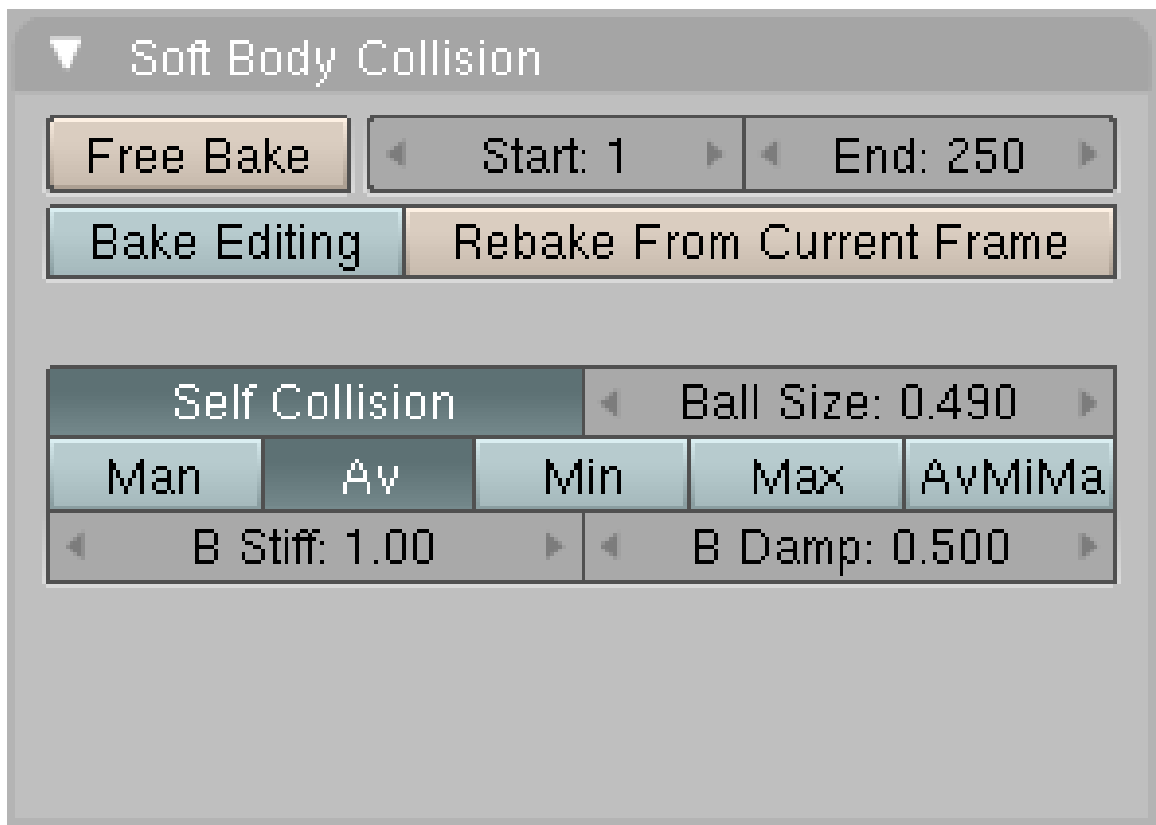 Soft Body Collision
Free Bake Start: 1 End: 250
Bake Editing Rebake From Current Frame
Self Collision Ball Size: 0.490
Man Av Min Max AvMiMa
B Stiff: 1.00 B Damp: 0.500